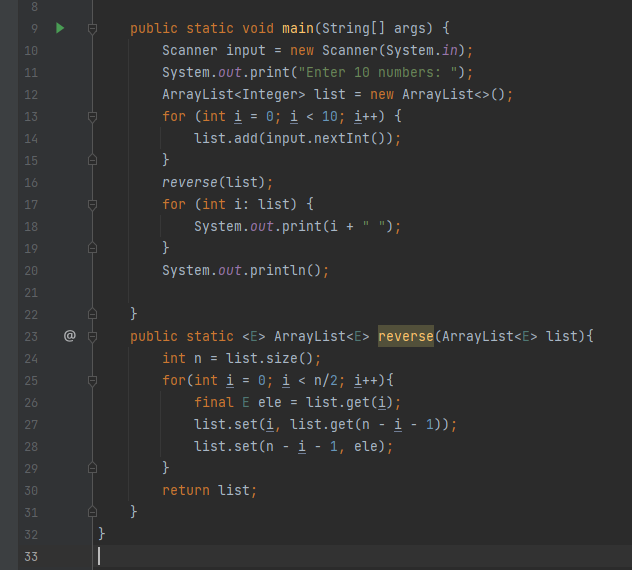 8
9 public static void main(String[] args) {
10 Scanner input = new Scanner(System.in);
11 System.out.print("Enter 10 numbers: ");
12 ArrayList<Integer> list = new ArrayList<>();
13 for (int i = 0; i < 10; i++) {
14 list.add(input.nextInt());
15 }
16 reverse(list);
17 for (int i: list) {
18 System.out.print(i + " ");
19 }
20 System.out.println();
21
22 }
23 @ public static <E> ArrayList<E> reverse(ArrayList<E> list){
24 int n = list.size();
25 for(int i = 0; i < n/2; i++){
26 final E ele = list.get(i);
27 list.set(i, list.get(n - i - 1));
28 list.set(n - i - 1, ele);
29 }
30 return list;
31 }
32 }
33